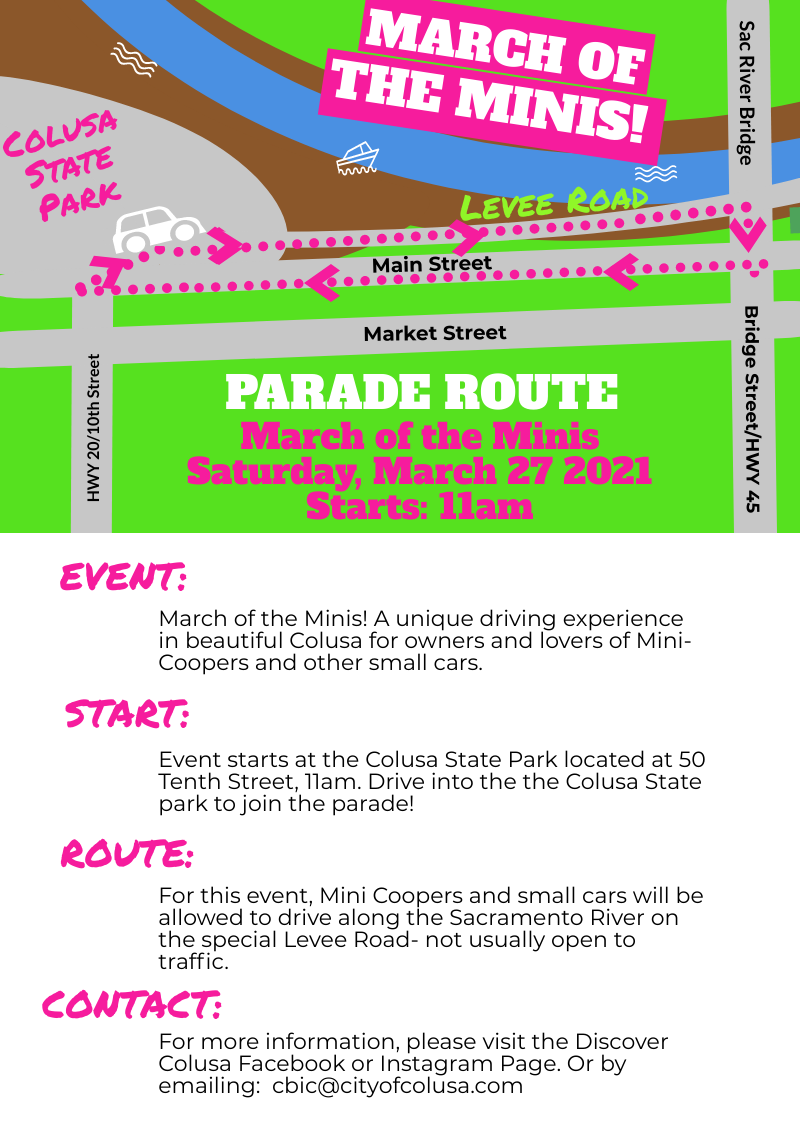 MARCH OF
THE MINIS!
Sac River Bridge
COLUSA
STATE
PARK
LEVEE ROAD
Main Street
Market Street
HWY 20/10th Street
Bridge Street/HWY 45
PARADE ROUTE
March of the Minis
Saturday, March 27 2021
Starts: 11am
EVENT:
March of the Minis! A unique driving experience
in beautiful Colusa for owners and lovers of Mini-
Coopers and other small cars.
START:
Event starts at the Colusa State Park located at 50
Tenth Street, 11am. Drive into the the Colusa State
park to join the parade!
ROUTE:
For this event, Mini Coopers and small cars will be
allowed to drive along the Sacramento River on
the special Levee Road- not usually open to
traffic.
CONTACT:
For more information, please visit the Discover
Colusa Facebook or Instagram Page. Or by
emailing:  cbic@cityofcolusa.com